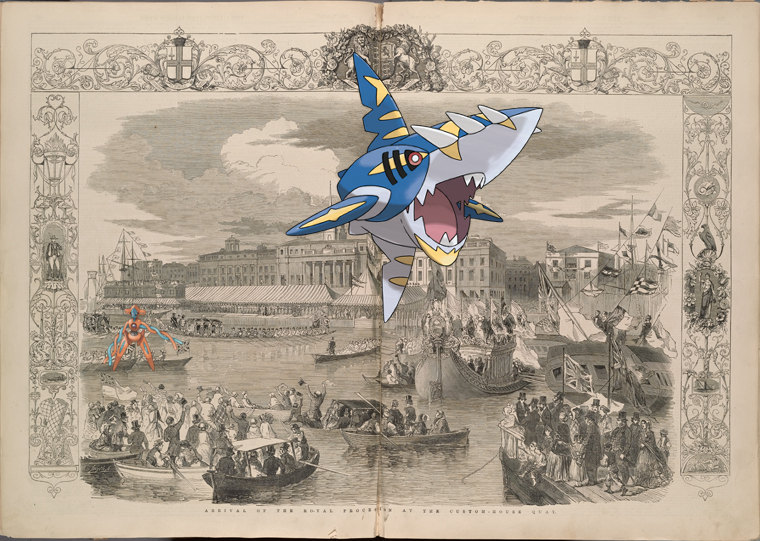 ARRIVAL OF THE ROYAL PROCESSION AT THE CUSTOM-HOUSE QUAY.